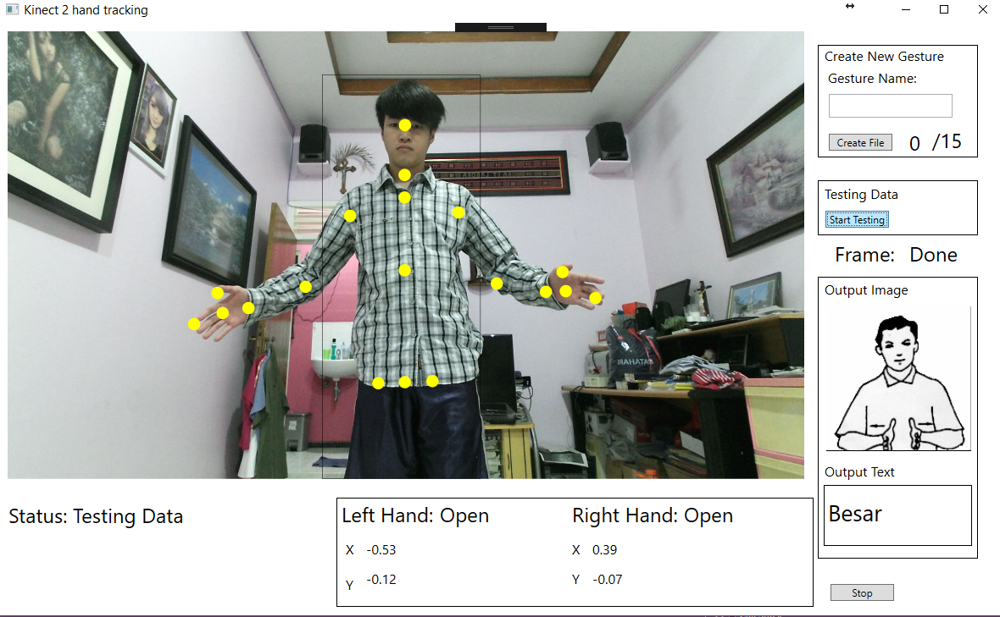 Kinect 2 hand tracking
Create New Gesture
Gesture Name:
Create File
0 /15
Testing Data
Start Testing
Frame: Done
Output Image
Output Text
Besar
Status: Testing Data
Left Hand: Open
X -0.53
Y -0.12
Right Hand: Open
X 0.39
Y -0.07
Stop